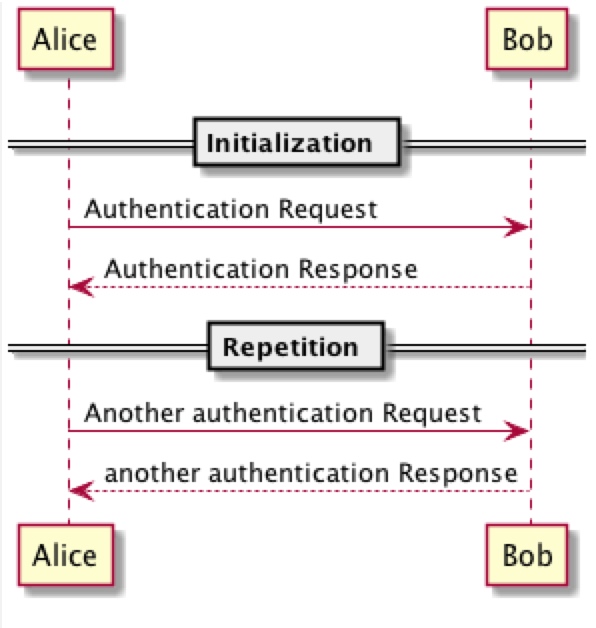 Alice
Bob
Initialization
Authentication Request
Authentication Response
Repetition
Another authentication Request
another authentication Response
Alice
Bob